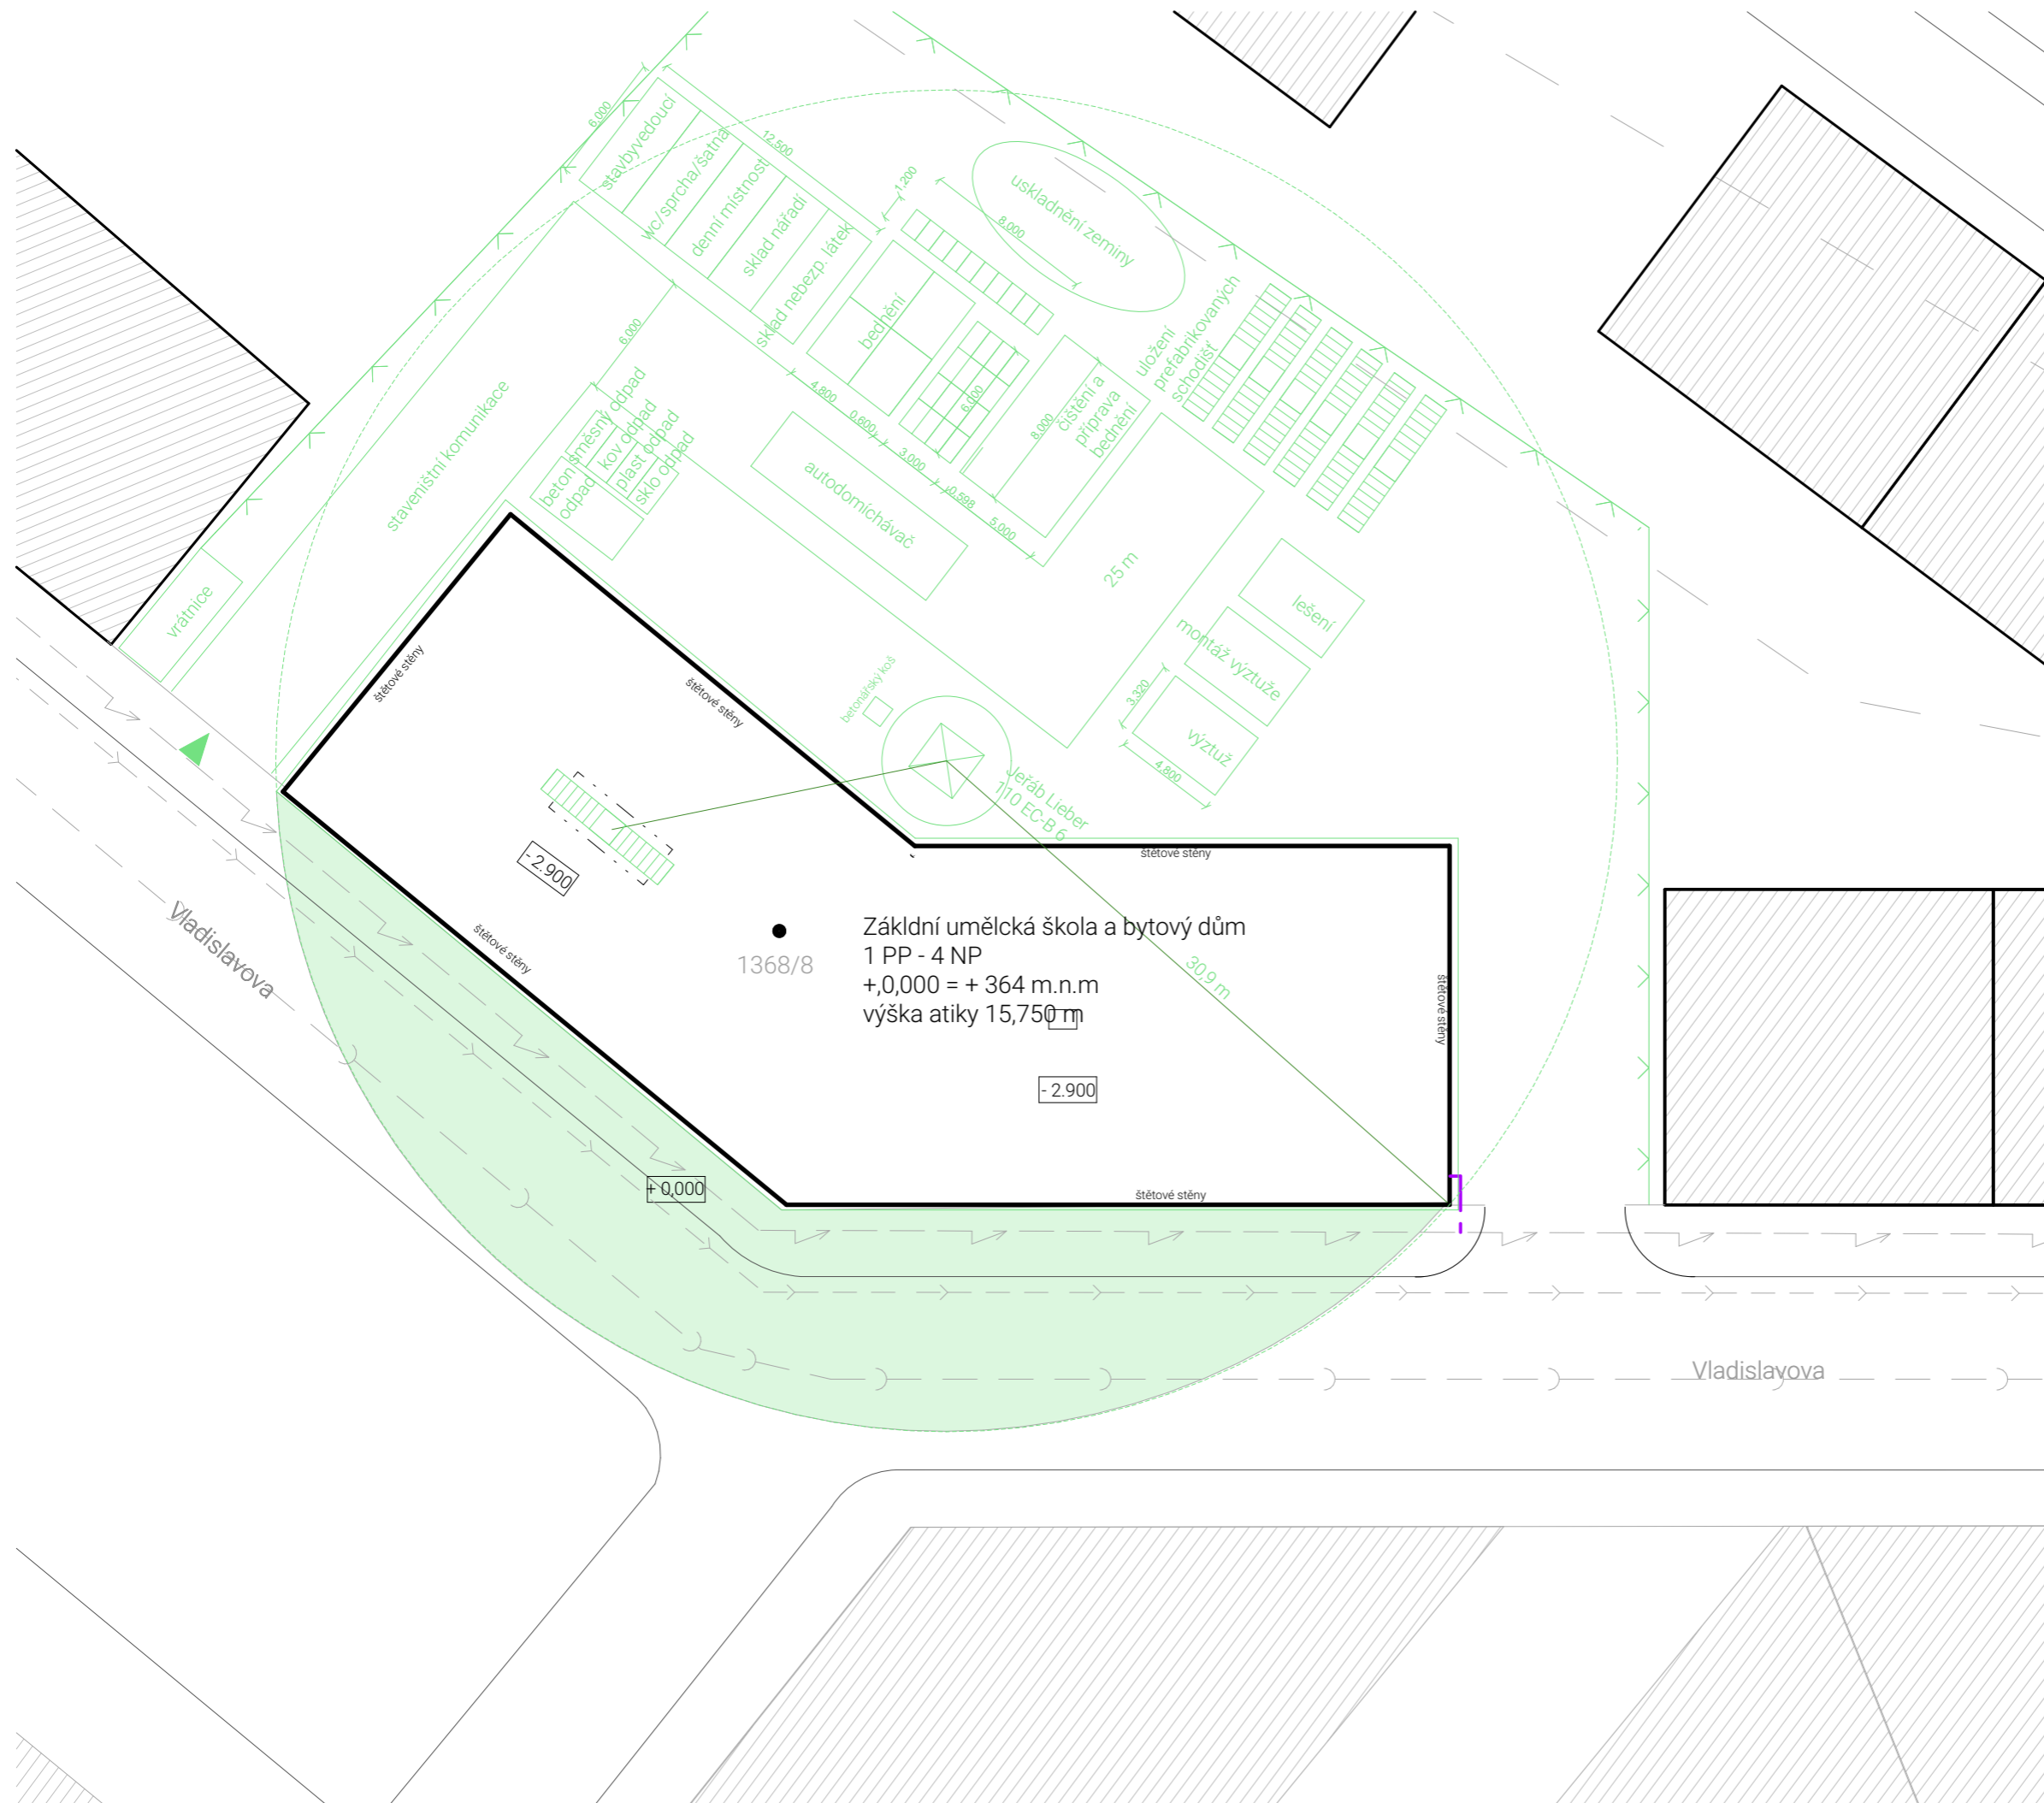 6,000
stavbyvedoucí
wc/sprcha/šatna
denní místnost
sklad nářadí
sklad nebezp. látek
12,500
1,200
8,000
uskladnění zeminy
bednění
6,000
uložení
prefabrikovaných
schodišť
staveništní komunikace
4,800
0,600
3,000
0,598
5,000
6,000
8,000
čištění a
příprava
bednění
směsný odpad
kov odpad
plast odpad
sklo odpad
beton
odpad
autodomíchávač
25 m
vrátnice
lešení
montáž výztuže
výztuž
3,320
4,800
betonářský koš
Jeřáb Lieber
110 EC-B 6
štětové stěny
štětové stěny
štětové stěny
štětové stěny
štětové stěny
štětové stěny
- 2.900
Vladislavova
1368/8
Zákldní umělcká škola a bytový dům
1 PP - 4 NP
+,0,000 = + 364 m.n.m
výška atiky 15,750 m
30,9 m
- 2.900
+ 0,000
Vladislavova